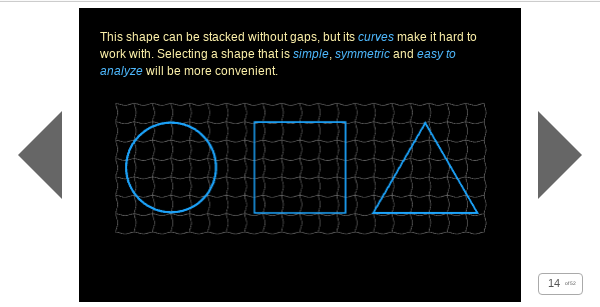 This shape can be stacked without gaps, but its curves make it hard to
work with. Selecting a shape that is simple, symmetric and easy to
analyze will be more convenient.
14 of 52